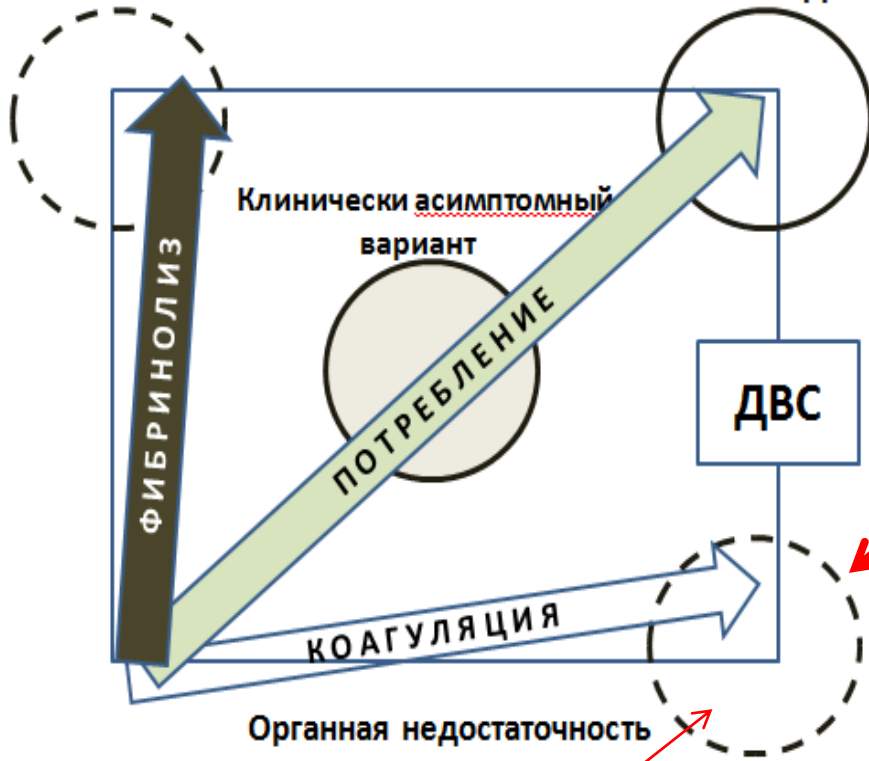 Клинически асимптомный
вариант
ФИБРИНОЛИЗ
ПОТРЕБЛЕНИЕ
ДВС
КОАГУЛЯЦИЯ
Органная недостаточность